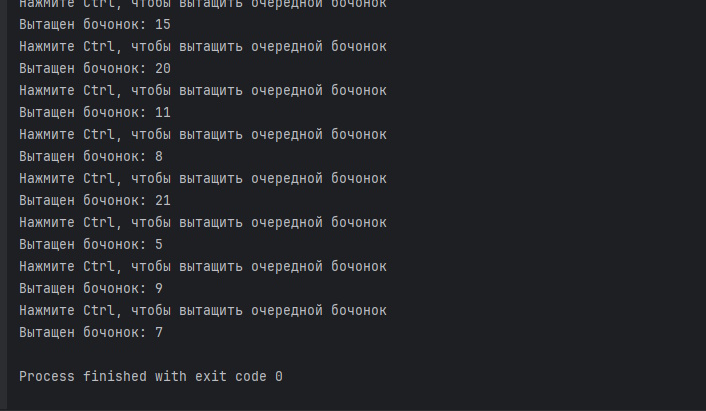 Нажмите Ctrl, чтобы вытащить очередной бочонок
Вытащен бочонок: 15
Нажмите Ctrl, чтобы вытащить очередной бочонок
Вытащен бочонок: 20
Нажмите Ctrl, чтобы вытащить очередной бочонок
Вытащен бочонок: 11
Нажмите Ctrl, чтобы вытащить очередной бочонок
Вытащен бочонок: 8
Нажмите Ctrl, чтобы вытащить очередной бочонок
Вытащен бочонок: 21
Нажмите Ctrl, чтобы вытащить очередной бочонок
Вытащен бочонок: 5
Нажмите Ctrl, чтобы вытащить очередной бочонок
Вытащен бочонок: 9
Нажмите Ctrl, чтобы вытащить очередной бочонок
Вытащен бочонок: 7
Process finished with exit code 0